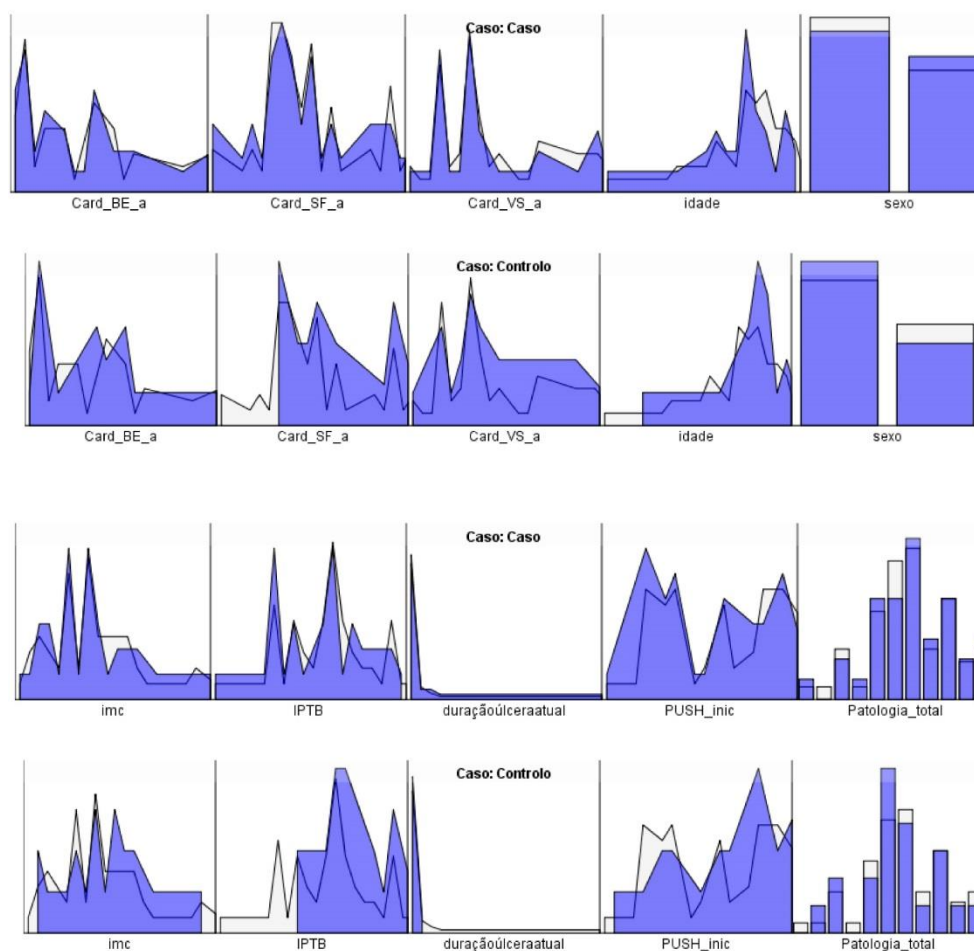 Caso: Caso
Card_BE_a Card_SF_a Card_VS_a idade sexo
Caso: Controlo
Card_BE_a Card_SF_a Card_VS_a idade sexo
Caso: Caso
imc IPTB duraçãoúlceraatual PUSH_inic Patologia_total
Caso: Controlo
imc IPTB duraçãoúlceraatual PUSH_inic Patologia_total